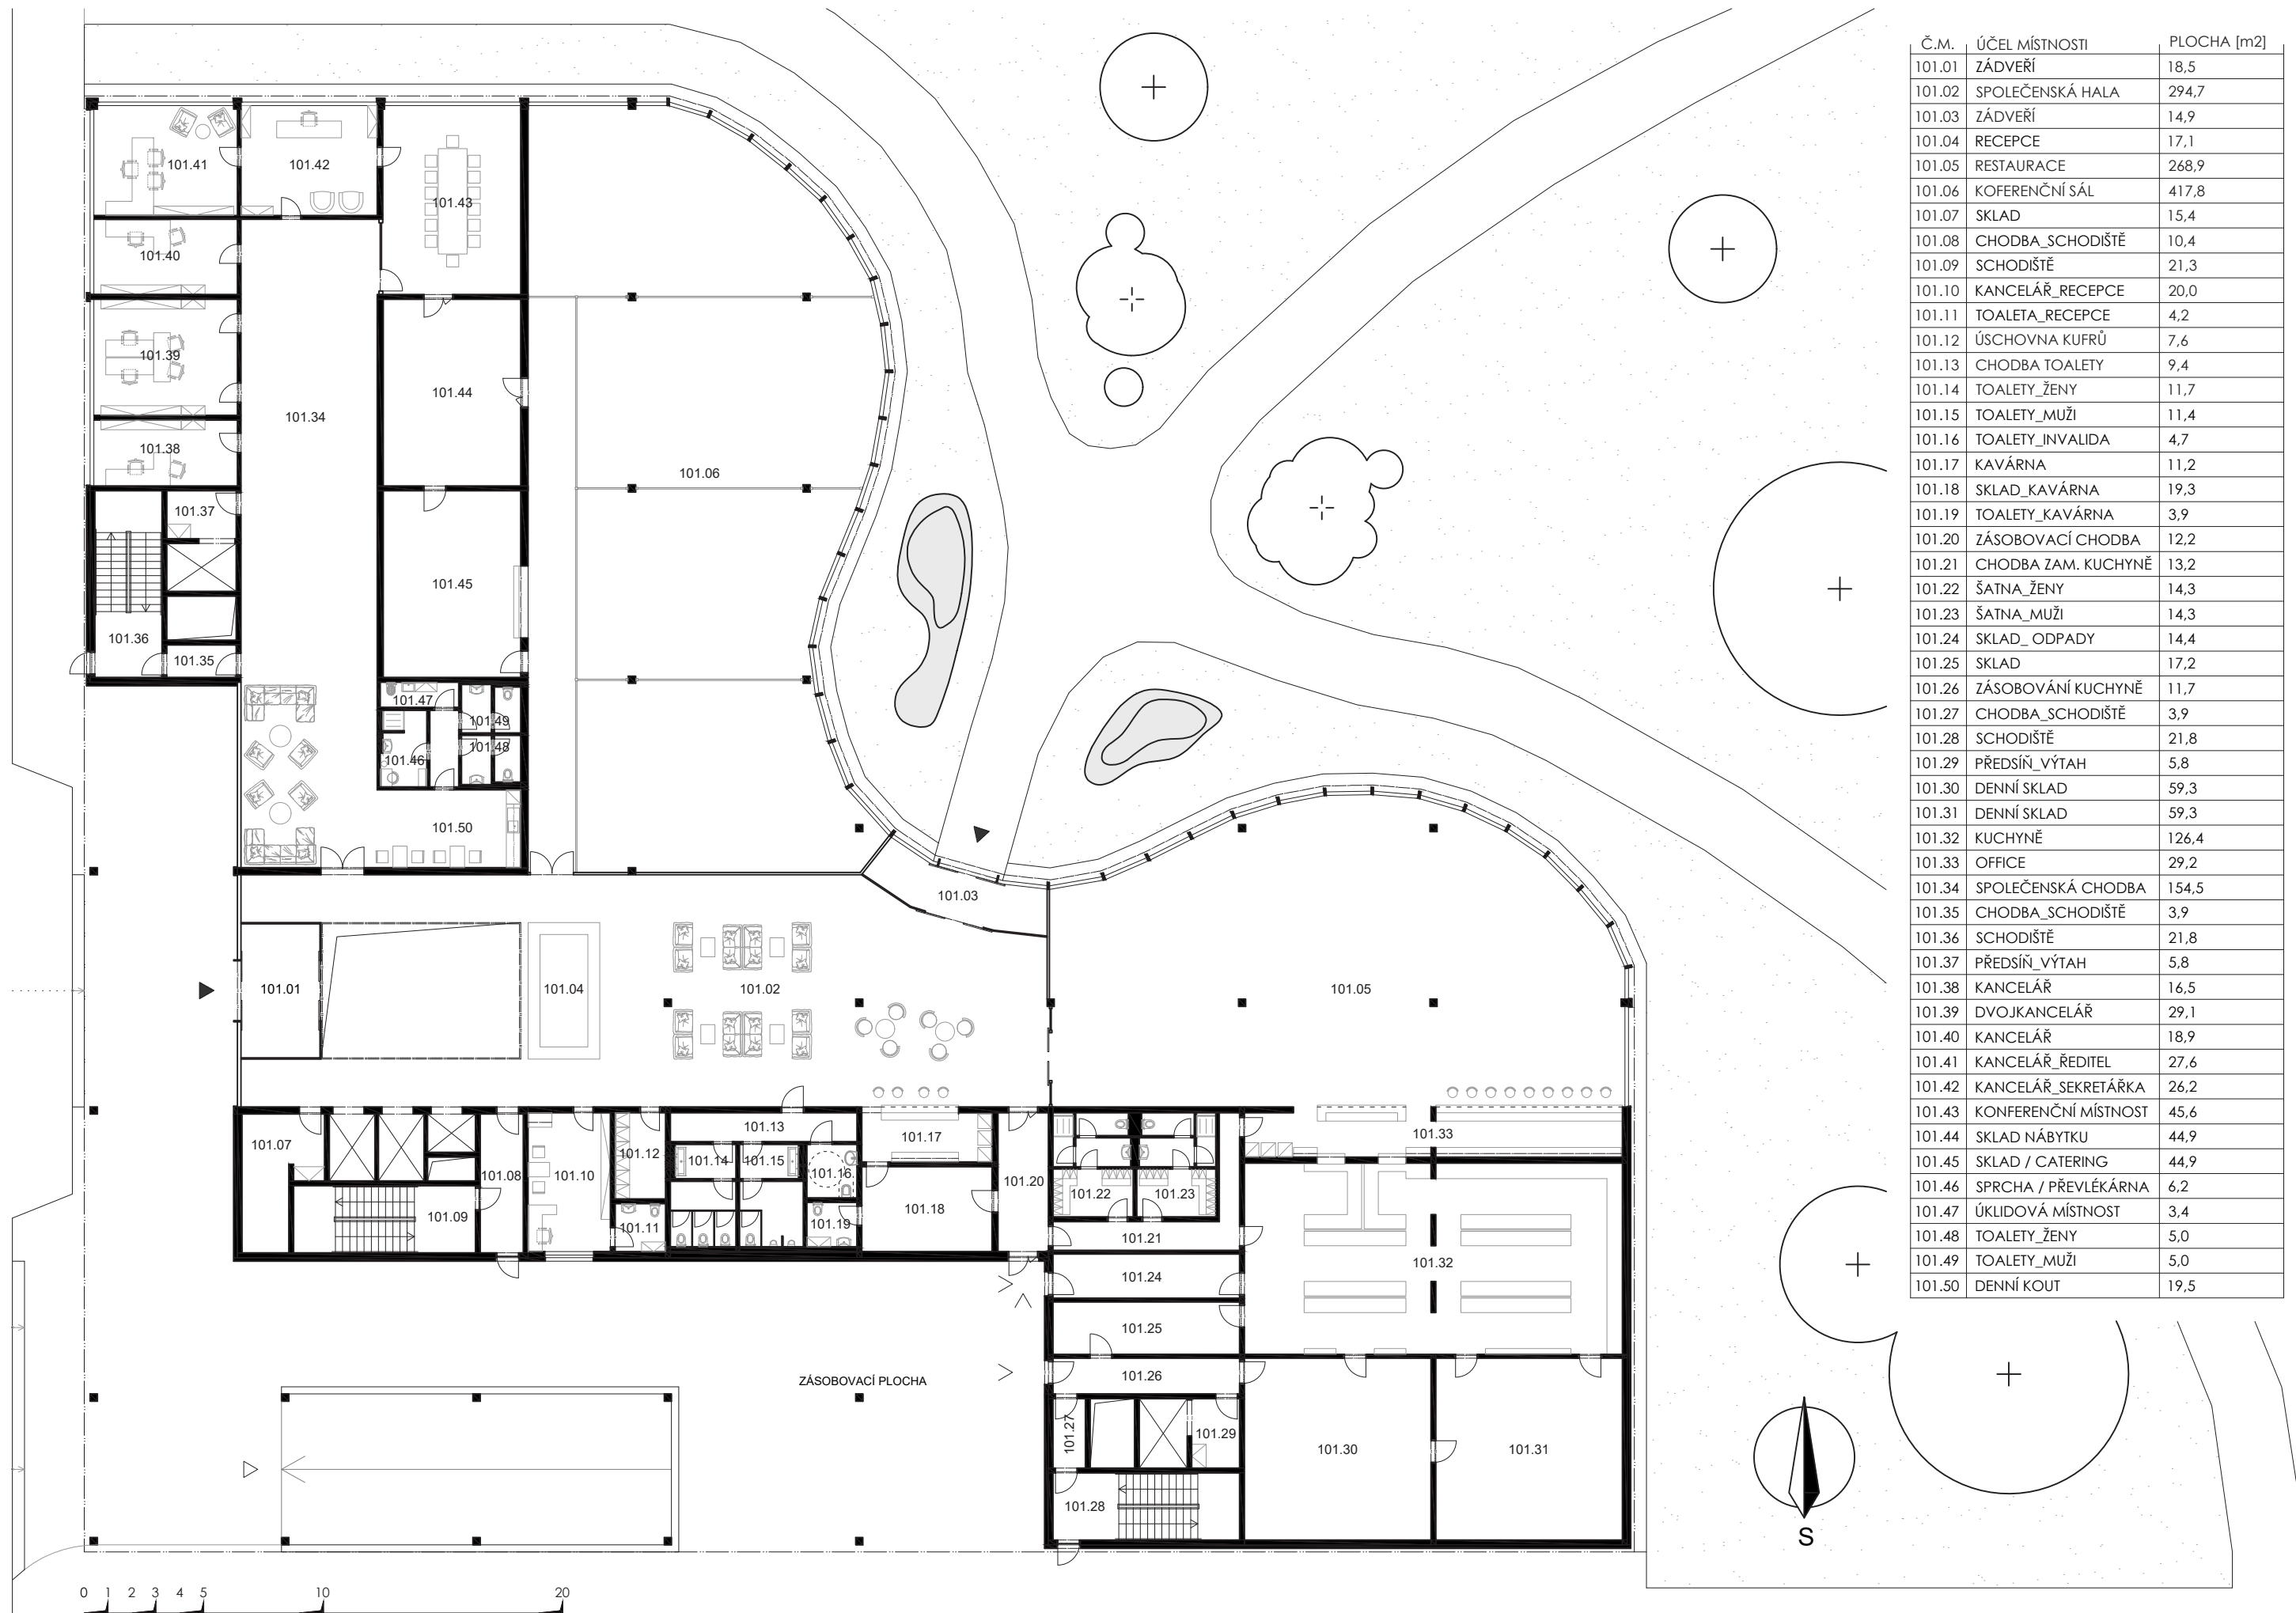 Č.M. ÚČEL MÍSTNOSTI PLOCHA [m2]
101.01 ZÁDVEŘÍ 18,5
101.02 SPOLEČENSKÁ HALA 294,7
101.03 ZÁDVEŘÍ 14,9
101.04 RECEPCE 17,1
101.05 RESTAURACE 268,9
101.06 KOFERENČNÍ SÁL 417,8
101.07 SKLAD 15,4
101.08 CHODBA_SCHODIŠTĚ 10,4
101.09 SCHODIŠTĚ 21,3
101.10 KANCELÁŘ_RECEPCE 20,0
101.11 TOALETA_RECEPCE 4,2
101.12 ÚSCHOVNA KUFRŮ 7,6
101.13 CHODBA TOALETY 9,4
101.14 TOALETY_ŽENY 11,7
101.15 TOALETY_MUŽI 11,4
101.16 TOALETY_INVALIDA 4,7
101.17 KAVÁRNA 11,2
101.18 SKLAD_KAVÁRNA 19,3
101.19 TOALETY_KAVÁRNA 3,9
101.20 ZÁSOBOVACÍ CHODBA 12,2
101.21 CHODBA ZAM. KUCHYNĚ 13,2
101.22 ŠATNA_ŽENY 14,3
101.23 ŠATNA_MUŽI 14,3
101.24 SKLAD_ ODPADY 14,4
101.25 SKLAD 17,2
101.26 ZÁSOBOVÁNÍ KUCHYNĚ 11,7
101.27 CHODBA_SCHODIŠTĚ 3,9
101.28 SCHODIŠTĚ 21,8
101.29 PŘEDSÍŇ_VÝTAH 5,8
101.30 DENNÍ SKLAD 59,3
101.31 DENNÍ SKLAD 59,3
101.32 KUCHYNĚ 126,4
101.33 OFFICE 29,2
101.34 SPOLEČENSKÁ CHODBA 154,5
101.35 CHODBA_SCHODIŠTĚ 3,9
101.36 SCHODIŠTĚ 21,8
101.37 PŘEDSÍŇ_VÝTAH 5,8
101.38 KANCELÁŘ 16,5
101.39 DVOJKANCELÁŘ 29,1
101.40 KANCELÁŘ 18,9
101.41 KANCELÁŘ_ŘEDITEL 27,6
101.42 KANCELÁŘ_SEKRETÁŘKA 26,2
101.43 KONFERENČNÍ MÍSTNOST 45,6
101.44 SKLAD NÁBYTKU 44,9
101.45 SKLAD / CATERING 44,9
101.46 SPRCHA / PŘEVLÉKÁRNA 6,2
101.47 ÚKLIDOVÁ MÍSTNOST 3,4
101.48 TOALETY_ŽENY 5,0
101.49 TOALETY_MUŽI 5,0
101.50 DENNÍ KOUT 19,5
101.41
101.42
101.43
101.40
101.39
101.44
101.34
101.38
101.06
101.37
101.45
101.36
101.35
101.47
101.49
101.48
101.46
101.50
101.03
101.01
101.04
101.02
101.05
101.07
101.08
101.10
101.12
101.13
101.14
101.15
101.16
101.17
101.33
101.09
101.11
101.19
101.18
101.20
101.22
101.23
101.21
101.24
101.32
101.25
101.26
ZÁSOBOVACÍ PLOCHA
101.27
101.29
101.30
101.31
101.28
S
0 1 2 3 4 5 10 20